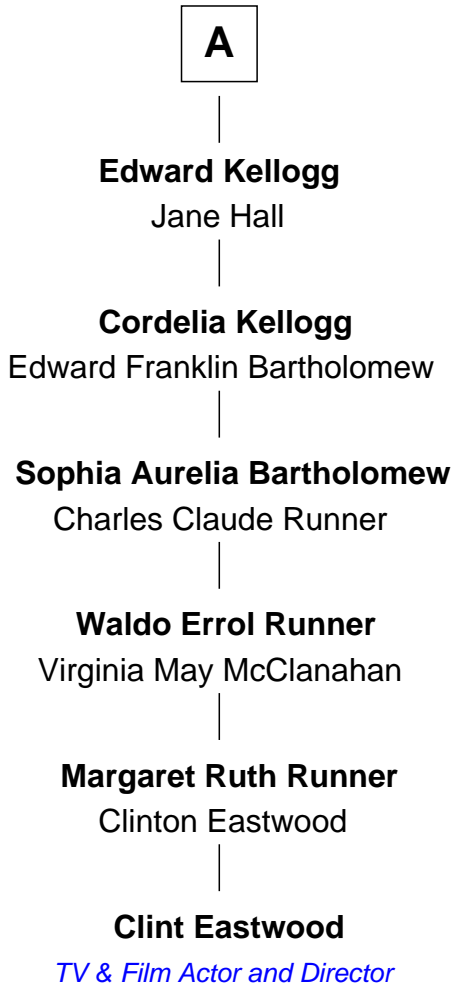 A
Edward Kellogg
Jane Hall
Cordelia Kellogg
Edward Franklin Bartholomew
Sophia Aurelia Bartholomew
Charles Claude Runner
Waldo Errol Runner
Virginia May McClanahan
Margaret Ruth Runner
Clinton Eastwood
Clint Eastwood
TV & Film Actor and Director